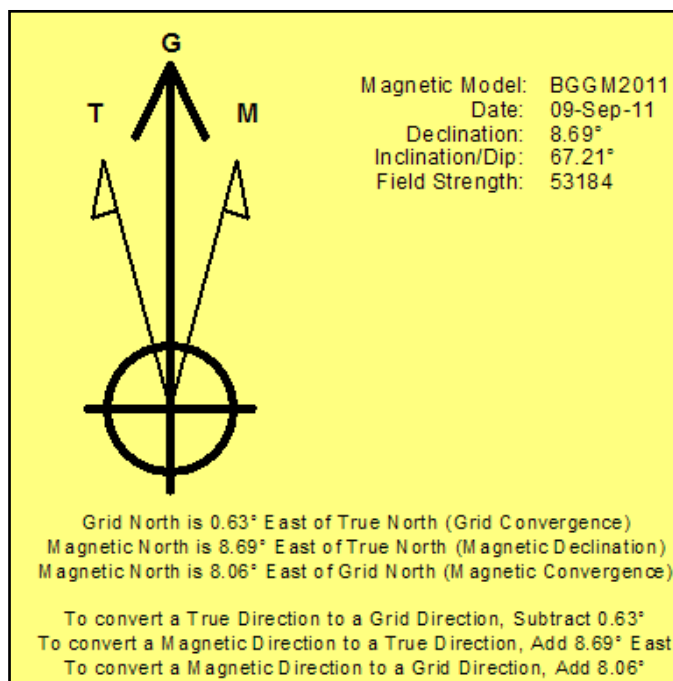 G
T
M
Magnetic Model: BGGM2011
Date: 09-Sep-11
Declination: 8.69°
Inclination/Dip: 67.21°
Field Strength: 53184
Grid North is 0.63° East of True North (Grid Convergence)
Magnetic North is 8.69° East of True North (Magnetic Declination)
Magnetic North is 8.06° East of Grid North (Magnetic Convergence)
To convert a True Direction to a Grid Direction, Subtract 0.63°
To convert a Magnetic Direction to a True Direction, Add 8.69° East
To convert a Magnetic Direction to a Grid Direction, Add 8.06°